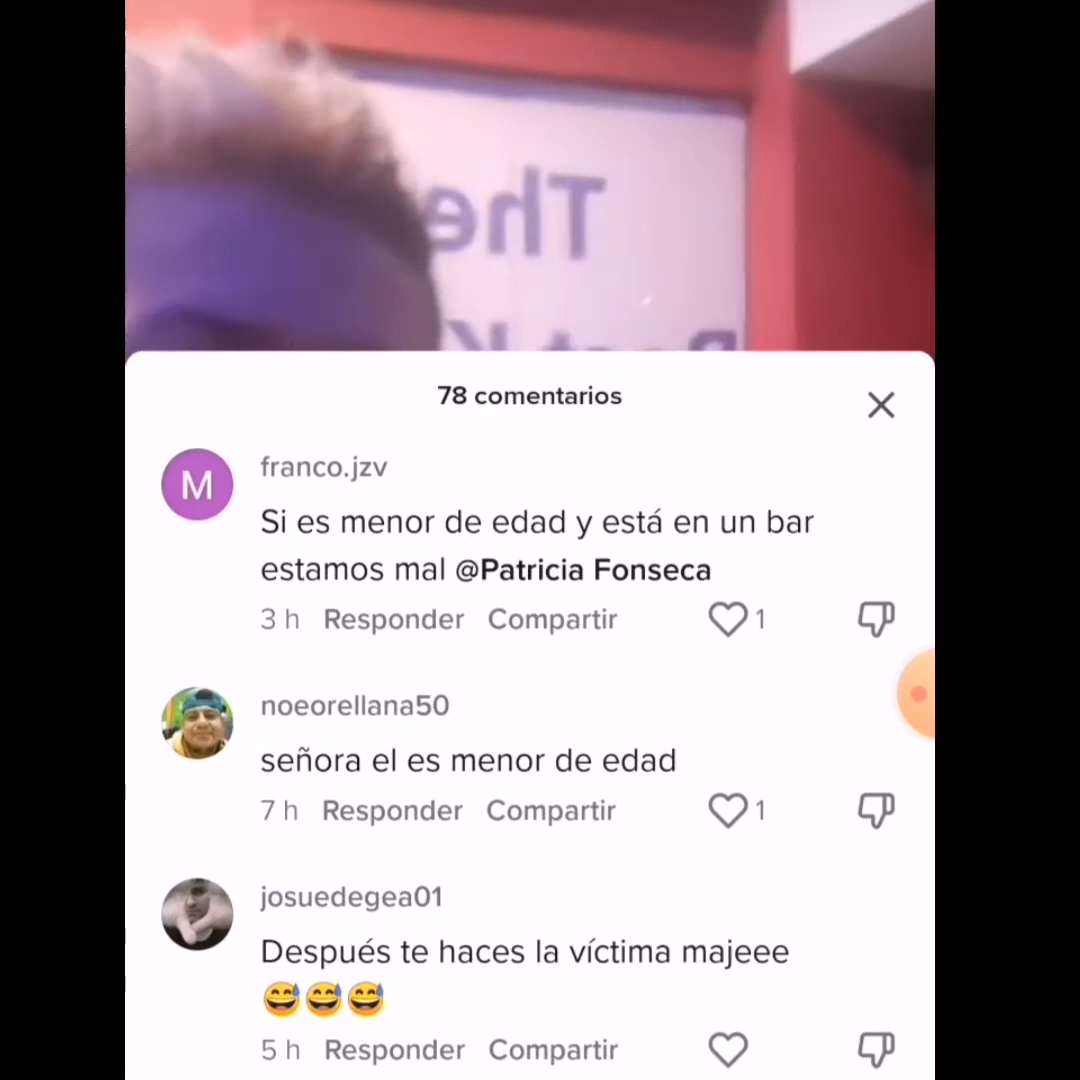 The
78 comentarios
M
franco.jzv
Si es menor de edad y está en un bar
estamos mal @Patricia Fonseca
3 h Responder Compartir 1
noeorellana50
señora el es menor de edad
7 h Responder Compartir 1
josuedegea01
Después te haces la víctima majeee
😅😅😅
5 h Responder Compartir